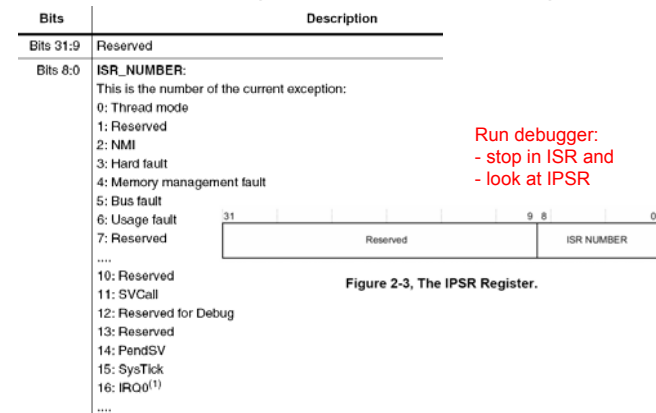 Bits Description
Bits 31:9 Reserved
Bits 8:0 ISR_NUMBER:
This is the number of the current exception:
0: Thread mode
1: Reserved
2: NMI
3: Hard fault
4: Memory management fault
5: Bus fault
6: Usage fault
7: Reserved
....
10: Reserved
11: SVCall
12: Reserved for Debug
13: Reserved
14: PendSV
15: SysTick
16: IRQ0(1)
....
Run debugger:
- stop in ISR and
- look at IPSR
31 9 8 0
Reserved ISR NUMBER
Figure 2-3, The IPSR Register.